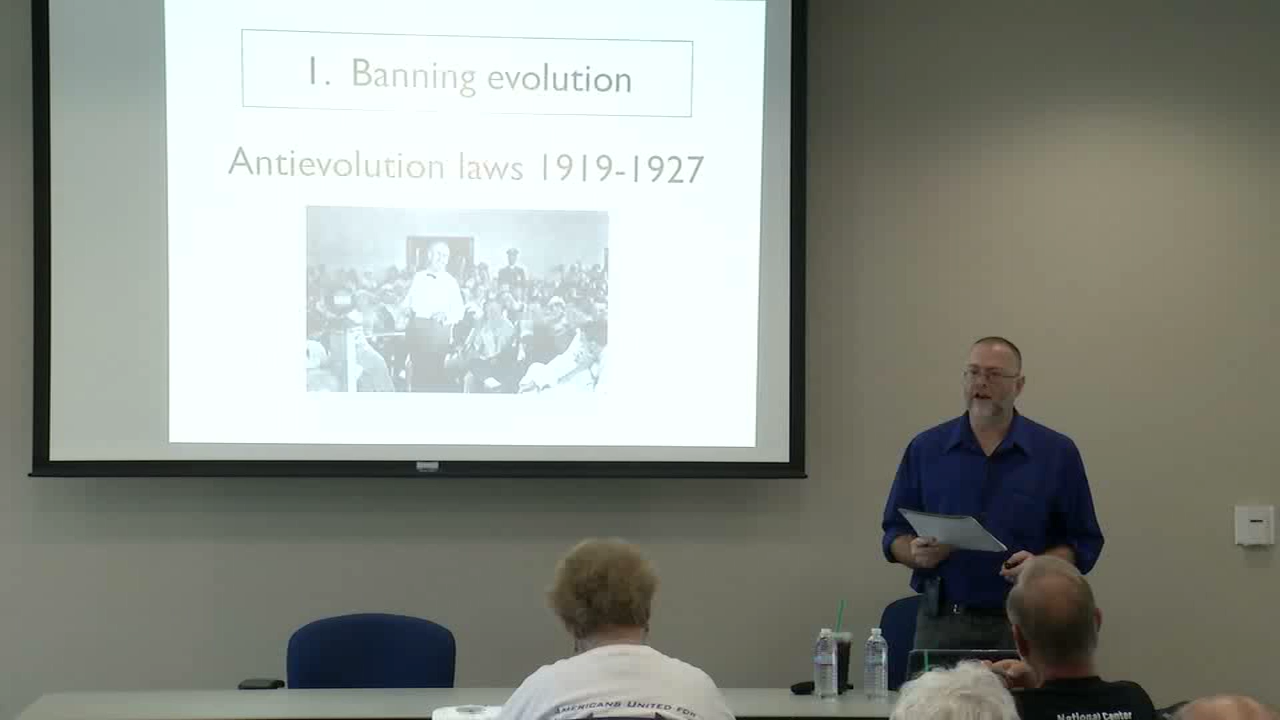 1. Banning evolution
Antievolution laws 1919-1927
AMERICANS UNITED FOR
National Center